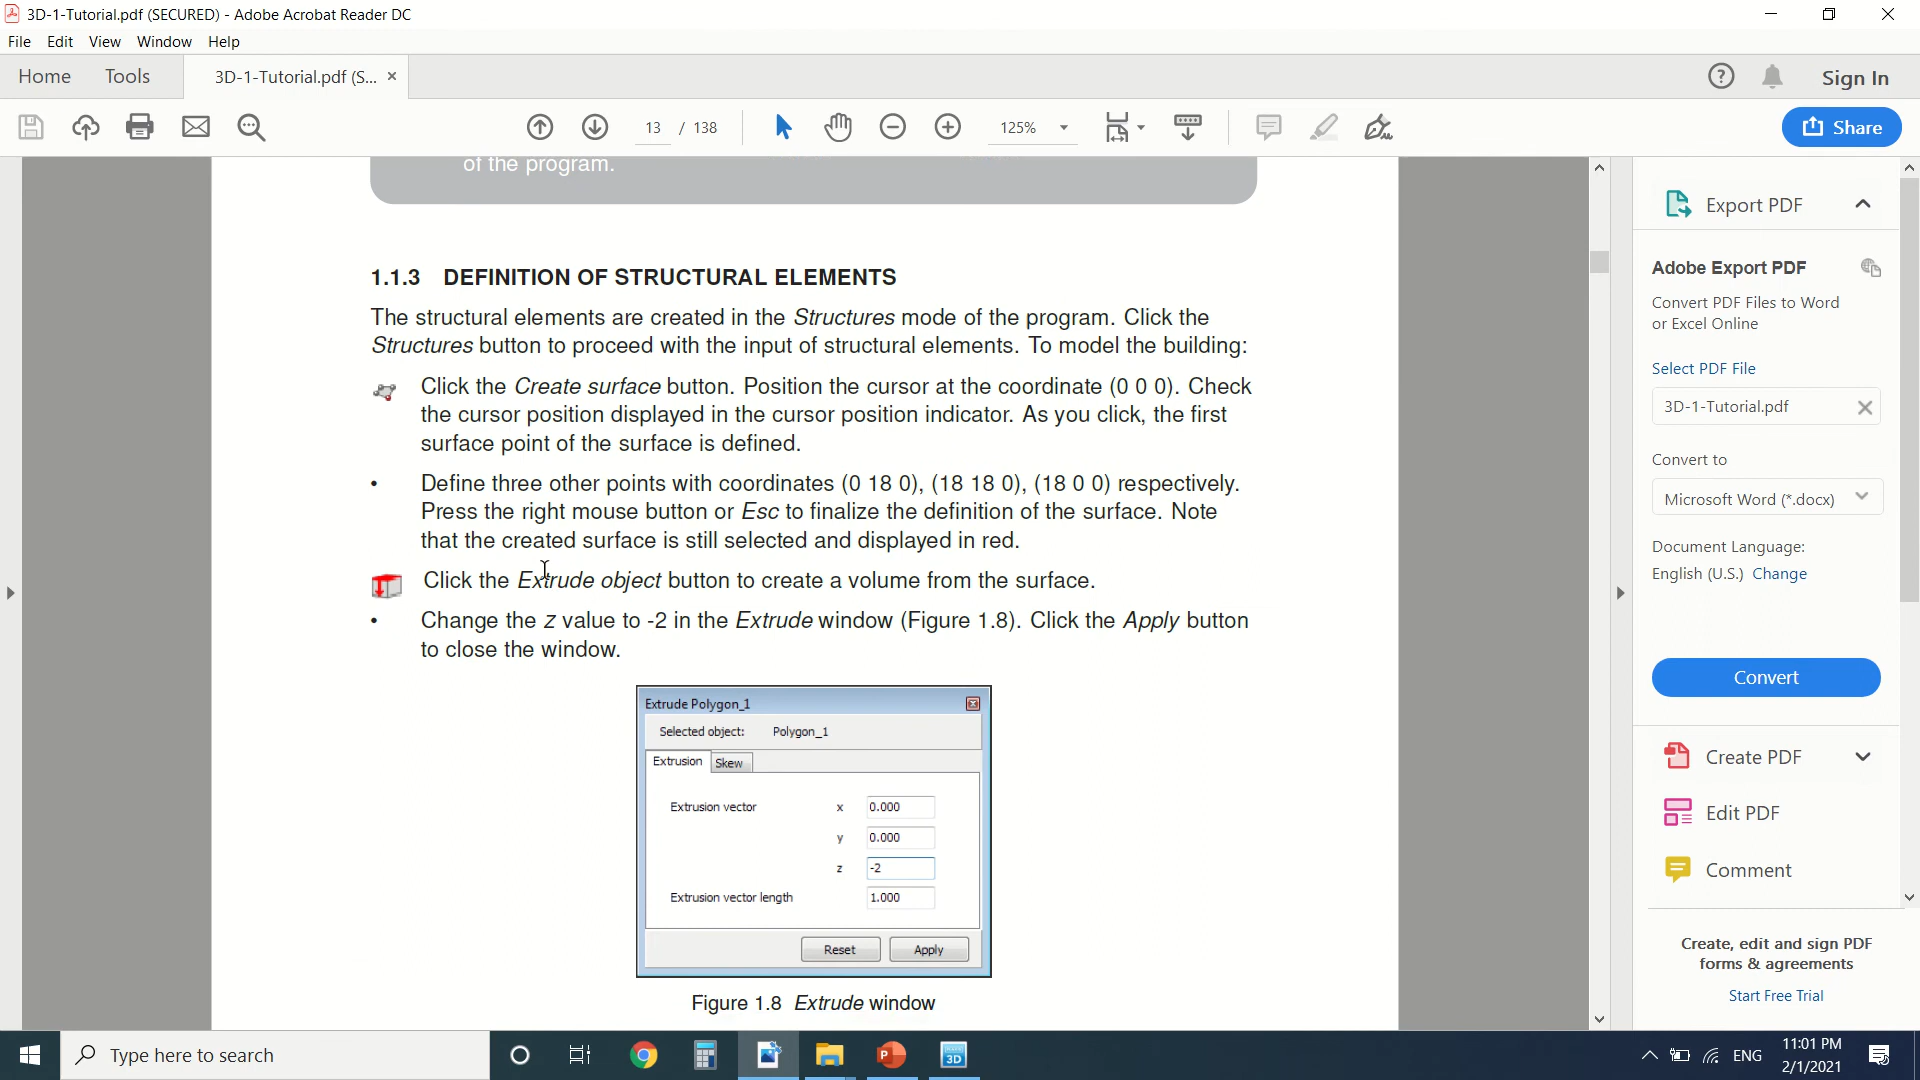 3D-1-Tutorial.pdf (SECURED) - Adobe Acrobat Reader DC
File Edit View Window Help
Home Tools 3D-1-Tutorial.pdf (S... × Sign In
13 / 138 125% Share
of the program.
1.1.3 DEFINITION OF STRUCTURAL ELEMENTS
The structural elements are created in the Structures mode of the program. Click the
Structures button to proceed with the input of structural elements. To model the building:
Click the Create surface button. Position the cursor at the coordinate (0 0 0). Check
the cursor position displayed in the cursor position indicator. As you click, the first
surface point of the surface is defined.
• Define three other points with coordinates (0 18 0), (18 18 0), (18 0 0) respectively.
Press the right mouse button or Esc to finalize the definition of the surface. Note
that the created surface is still selected and displayed in red.
Click the Extrude object button to create a volume from the surface.
• Change the z value to -2 in the Extrude window (Figure 1.8). Click the Apply button
to close the window.
Extrude Polygon_1
Selected object: Polygon_1
Extrusion Skew
Extrusion vector x 0.000
y 0.000
z -2
Extrusion vector length 1.000
Reset Apply
Figure 1.8 Extrude window
Export PDF
Adobe Export PDF
Convert PDF Files to Word
or Excel Online
Select PDF File
3D-1-Tutorial.pdf
Convert to
Microsoft Word (*.docx)
Document Language:
English (U.S.) Change
Convert
Create PDF
Edit PDF
Comment
Create, edit and sign PDF
forms & agreements
Start Free Trial
Type here to search
3D
ENG
11:01 PM
2/1/2021